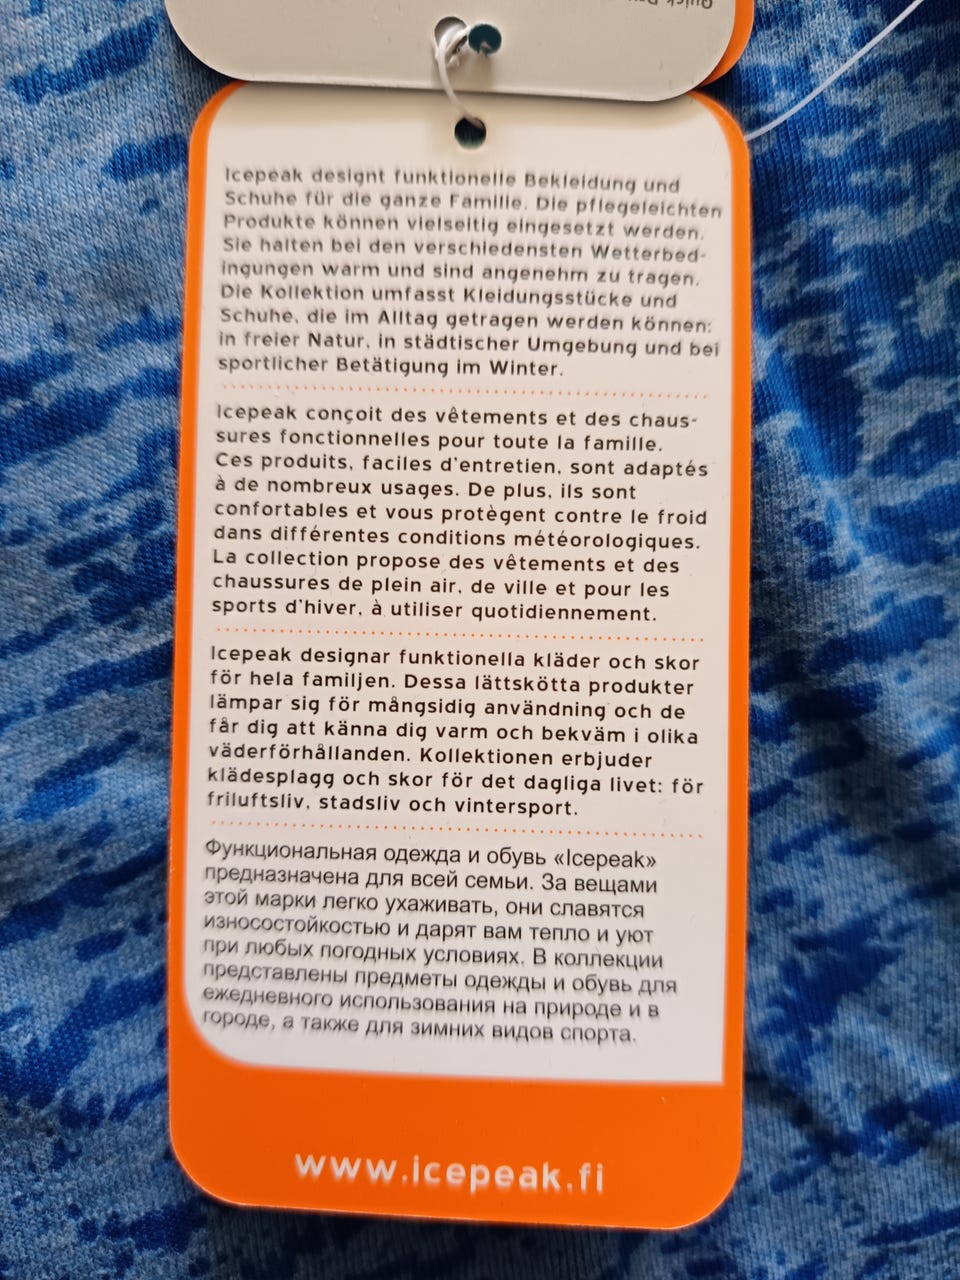 Quick D
Icepeak designt funktionelle Bekleidung und
Schuhe für die ganze Familie. Die pflegeleichten
Produkte können vielseitig eingesetzt werden.
Sie halten bei den verschiedensten Wetterbed-
ingungen warm und sind angenehm zu tragen.
Die Kollektion umfasst Kleidungsstücke und
Schuhe, die im Alltag getragen werden können:
in freier Natur, in städtischer Umgebung und bei
sportlicher Betätigung im Winter.
Icepeak conçoit des vêtements et des chaus-
sures fonctionnelles pour toute la famille.
Ces produits, faciles d'entretien, sont adaptés
à de nombreux usages. De plus, ils sont
confortables et vous protègent contre le froid
dans différentes conditions météorologiques.
La collection propose des vêtements et des
chaussures de plein air, de ville et pour les
sports d'hiver, à utiliser quotidiennement.
Icepeak designar funktionella kläder och skor
för hela familjen. Dessa lättskötta produkter
lämpar sig för mångsidig användning och de
får dig att känna dig varm och bekväm i olika
väderförhållanden. Kollektionen erbjuder
klädesplagg och skor för det dagliga livet: för
friluftsliv, stadsliv och vintersport.
Функциональная одежда и обувь «Icepeak»
предназначена для всей семьи. За вещами
этой марки легко ухаживать, они славятся
износостойкостью и дарят вам тепло и уют
при любых погодных условиях. В коллекции
представлены предметы одежды и обувь для
ежедневного использования на природе и в
городе, а также для зимних видов спорта.
www.icepeak.fi